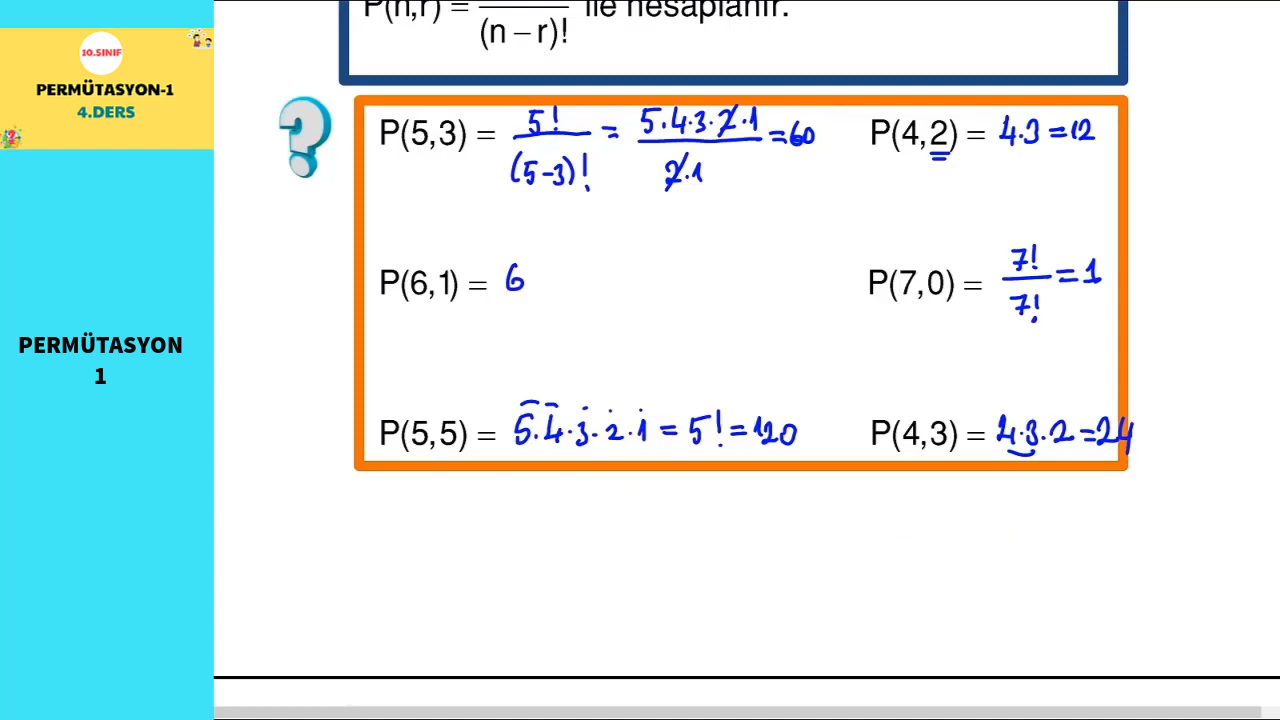 10.SINIF
PERMÜTASYON-1
4.DERS
PERMÜTASYON
1
P(n,r) = ―― ile hesaplanır.
(n – r)!
P(5,3) = 5!/(5-3)! = 5.4.3.2.1/2.1 = 60
P(4,2) = 4.3 = 12
P(6,1) = 6
P(7,0) = 7!/7! = 1
P(5,5) = 5.4.3.2.1 = 5! = 120
P(4,3) = 4.3.2 = 24